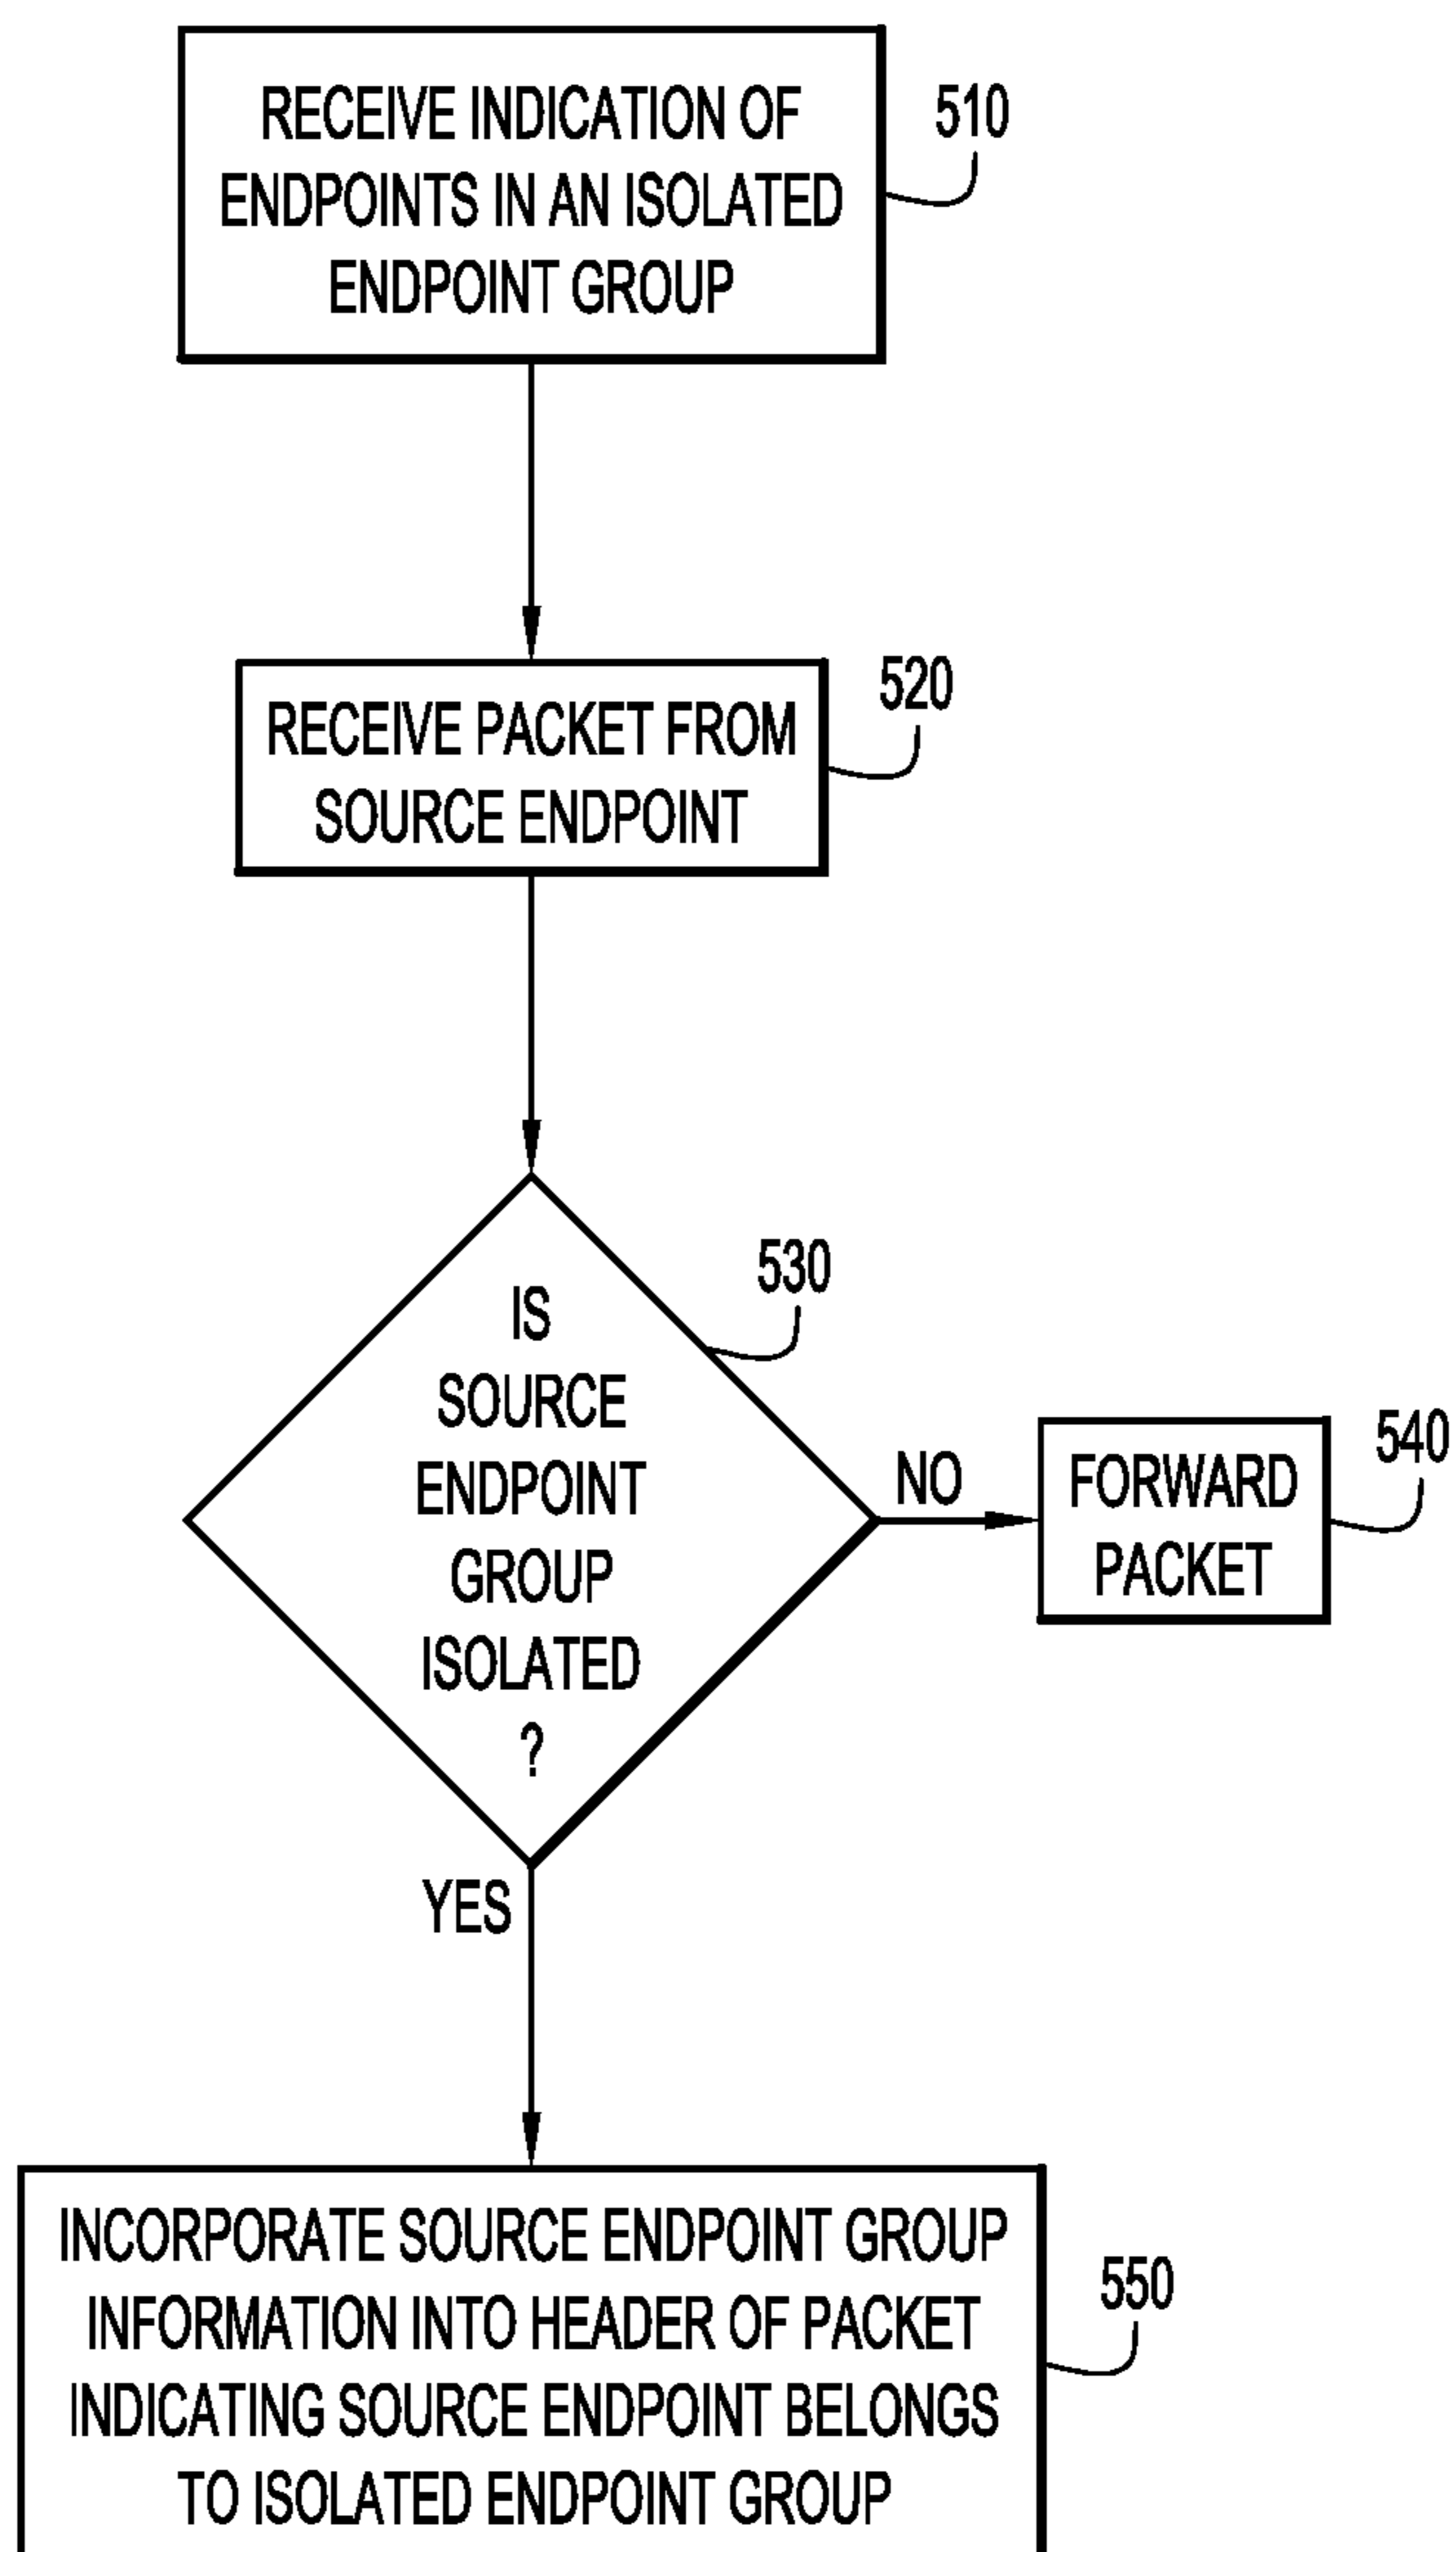 RECEIVE INDICATION OF
ENDPOINTS IN AN ISOLATED
ENDPOINT GROUP
510
RECEIVE PACKET FROM
SOURCE ENDPOINT
520
IS
SOURCE
ENDPOINT
GROUP
ISOLATED
?
530
NO
FORWARD
PACKET
540
YES
INCORPORATE SOURCE ENDPOINT GROUP
INFORMATION INTO HEADER OF PACKET
INDICATING SOURCE ENDPOINT BELONGS
TO ISOLATED ENDPOINT GROUP
550